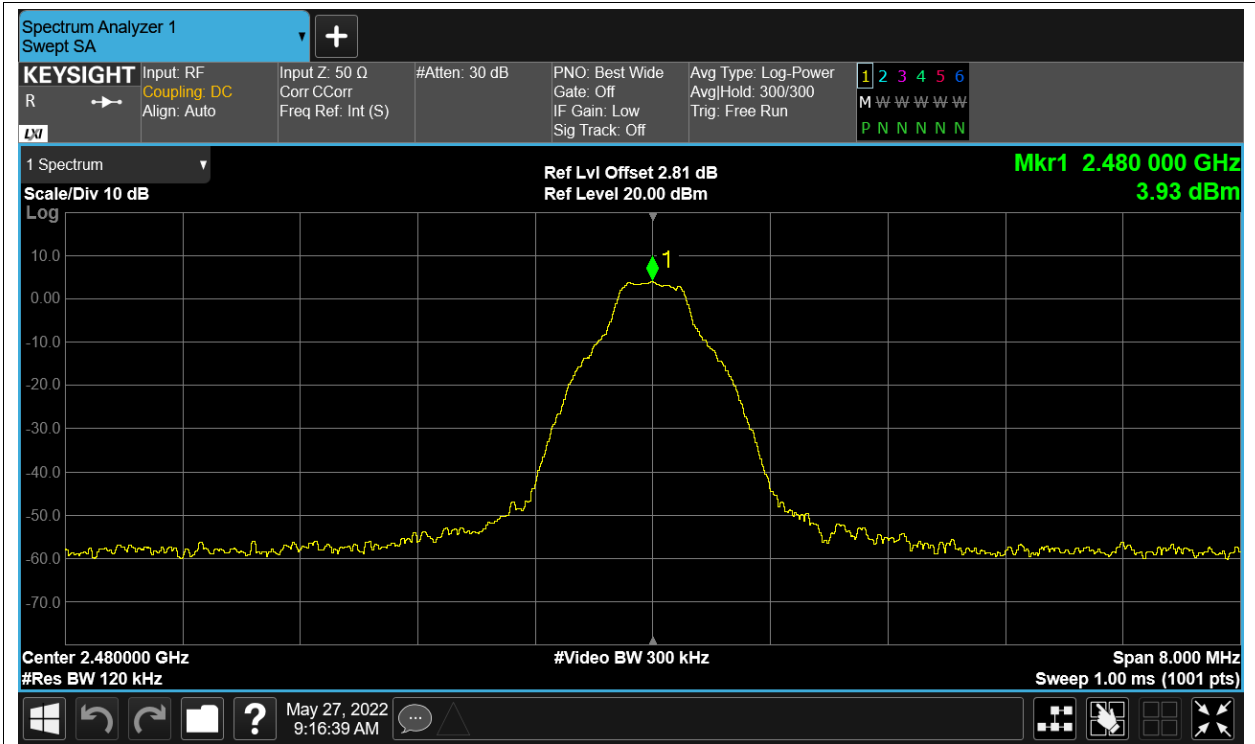 Spectrum Analyzer 1
Swept SA
KEYSIGHT
R
LXI
Input: RF
Coupling: DC
Align: Auto
Input Z: 50 Ω
Corr CCorr
Freq Ref: Int (S)
#Atten: 30 dB
PNO: Best Wide
Gate: Off
IF Gain: Low
Sig Track: Off
Avg Type: Log-Power
Avg|Hold: 300/300
Trig: Free Run
1 2 3 4 5 6
M W W W W W
P N N N N N
1 Spectrum
Scale/Div 10 dB
Log
Ref Lvl Offset 2.81 dB
Ref Level 20.00 dBm
Mkr1 2.480 000 GHz
3.93 dBm
1
10.0
0.00
-10.0
-20.0
-30.0
-40.0
-50.0
-60.0
-70.0
Center 2.480000 GHz
#Video BW 300 kHz
Span 8.000 MHz
#Res BW 120 kHz
Sweep 1.00 ms (1001 pts)
?
May 27, 2022
9:16:39 AM